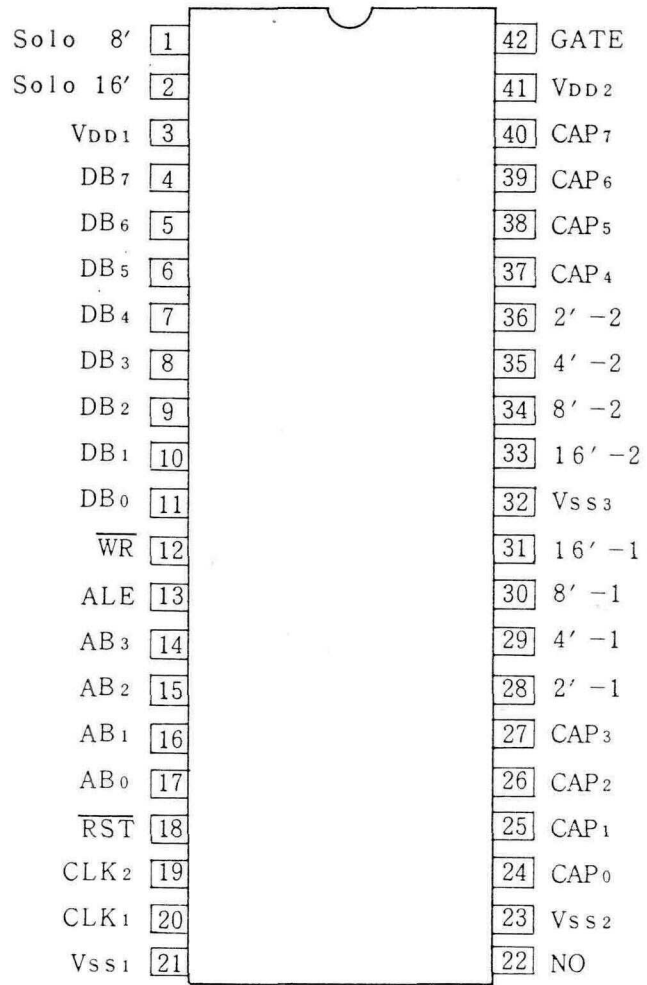 Solo 8′ 1 42 GATE
Solo 16′ 2 41 VDD2
VDD1 3 40 CAP7
DB7 4 39 CAP6
DB6 5 38 CAP5
DB5 6 37 CAP4
DB4 7 36 2′ -2
DB3 8 35 4′ -2
DB2 9 34 8′ -2
DB1 10 33 16′ -2
DB0 11 32 VSS3
W̅R̅ 12 31 16′ -1
ALE 13 30 8′ -1
AB3 14 29 4′ -1
AB2 15 28 2′ -1
AB1 16 27 CAP3
AB0 17 26 CAP2
R̅S̅T̅ 18 25 CAP1
CLK2 19 24 CAP0
CLK1 20 23 VSS2
VSS1 21 22 NO